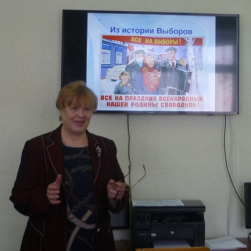 Из истории Выборов
ВСЕ НА ВЫБОРЫ!
ВСЕ НА ПРАЗДНИК ВСЕНАРОДНЫЙ
НАШЕЙ РОДИНЫ СВОБОДНОЙ!